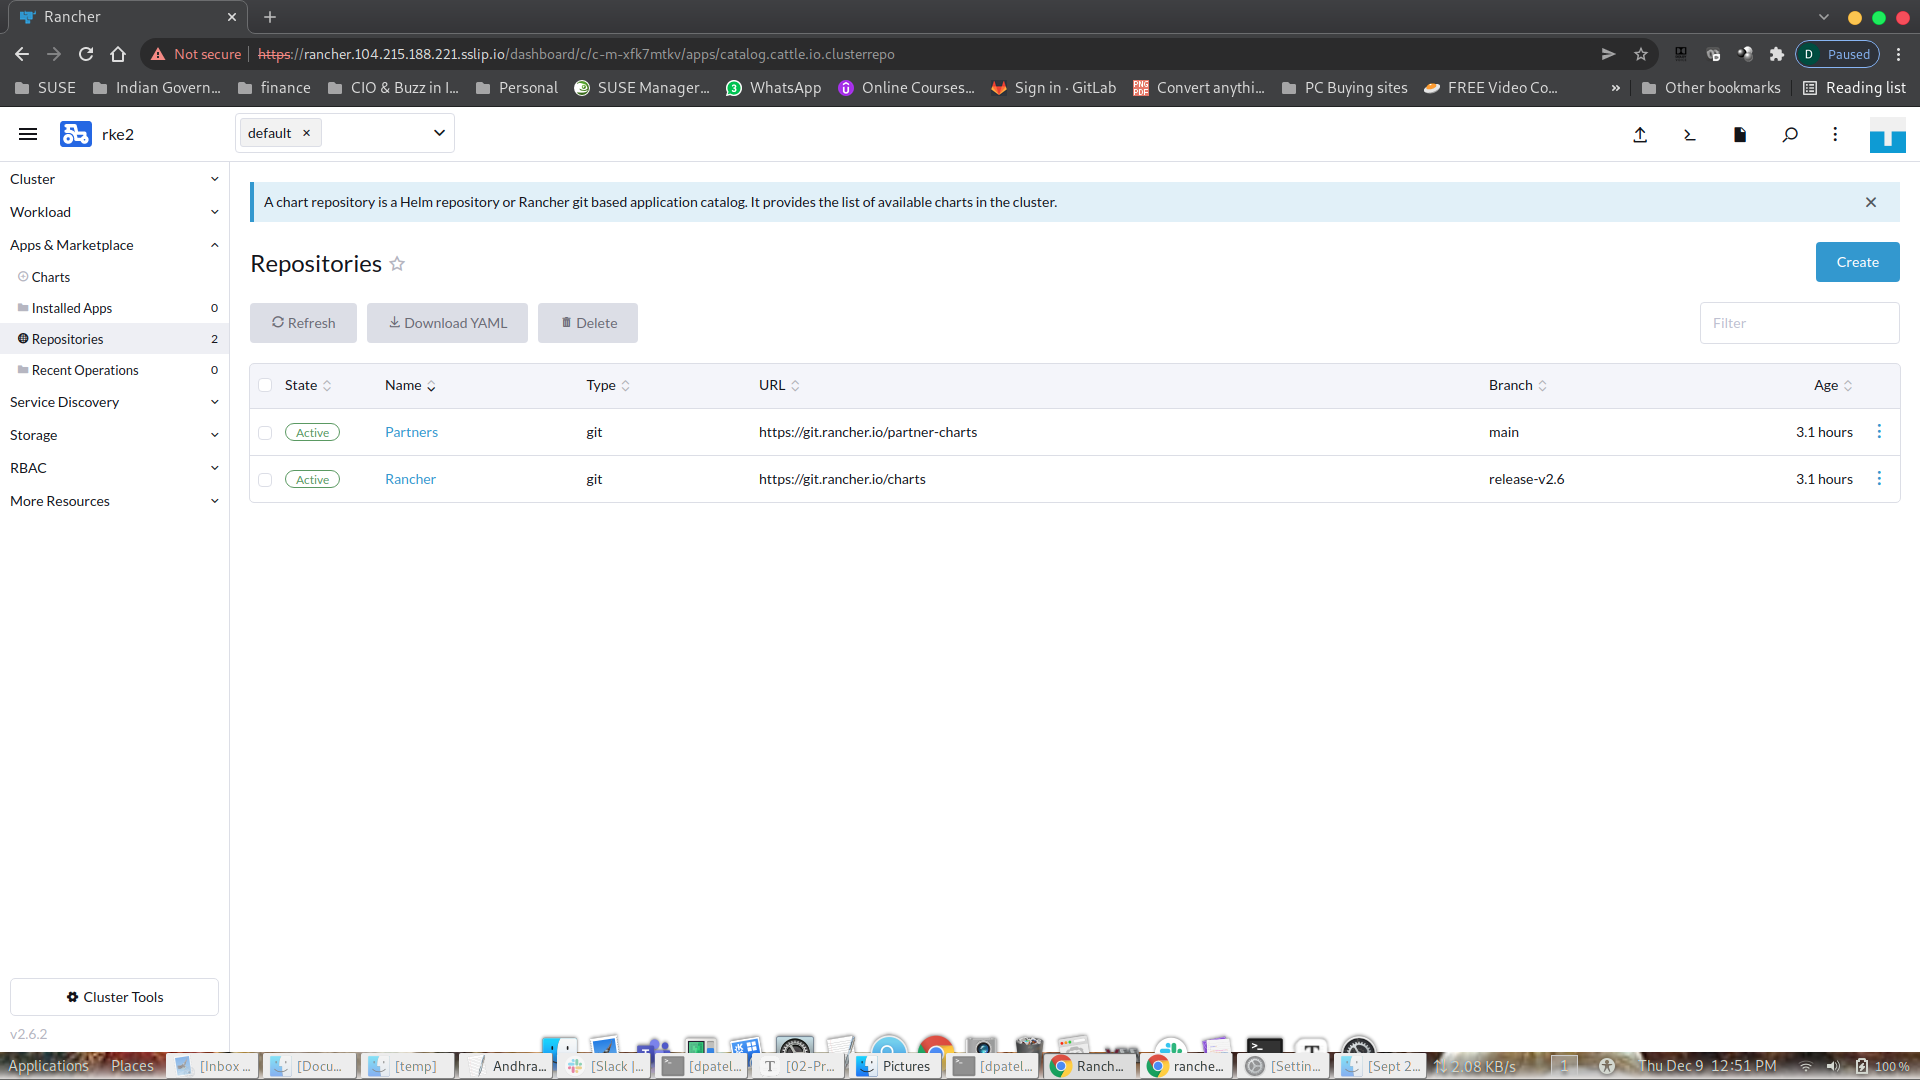 Rancher
Not secure
https://rancher.104.215.188.221.sslip.io/dashboard/c/c-m-xfk7mtkv/apps/catalog.cattle.io.clusterrepo
D Paused
SUSE
Indian Govern...
finance
CIO & Buzz in I...
Personal
SUSE Manager...
WhatsApp
Online Courses...
Sign in · GitLab
Convert anythi...
PC Buying sites
FREE Video Co...
»
Other bookmarks
Reading list
rke2
default
Cluster
Workload
Apps & Marketplace
Charts
Installed Apps 0
Repositories 2
Recent Operations 0
Service Discovery
Storage
RBAC
More Resources
A chart repository is a Helm repository or Rancher git based application catalog. It provides the list of available charts in the cluster.
Repositories
Create
Refresh
Download YAML
Delete
Filter
State Name Type URL Branch Age
Active Partners git https://git.rancher.io/partner-charts main 3.1 hours
Active Rancher git https://git.rancher.io/charts release-v2.6 3.1 hours
Cluster Tools
v2.6.2
Applications
Places
[Inbox ...
[Docu...
[temp]
Andhra...
[Slack |...
[dpatel...
[02-Pr...
Pictures
[dpatel...
Ranch...
ranche...
[Settin...
[Sept 2...
2.08 KB/s
1
Thu Dec 9 12:51 PM
100 %